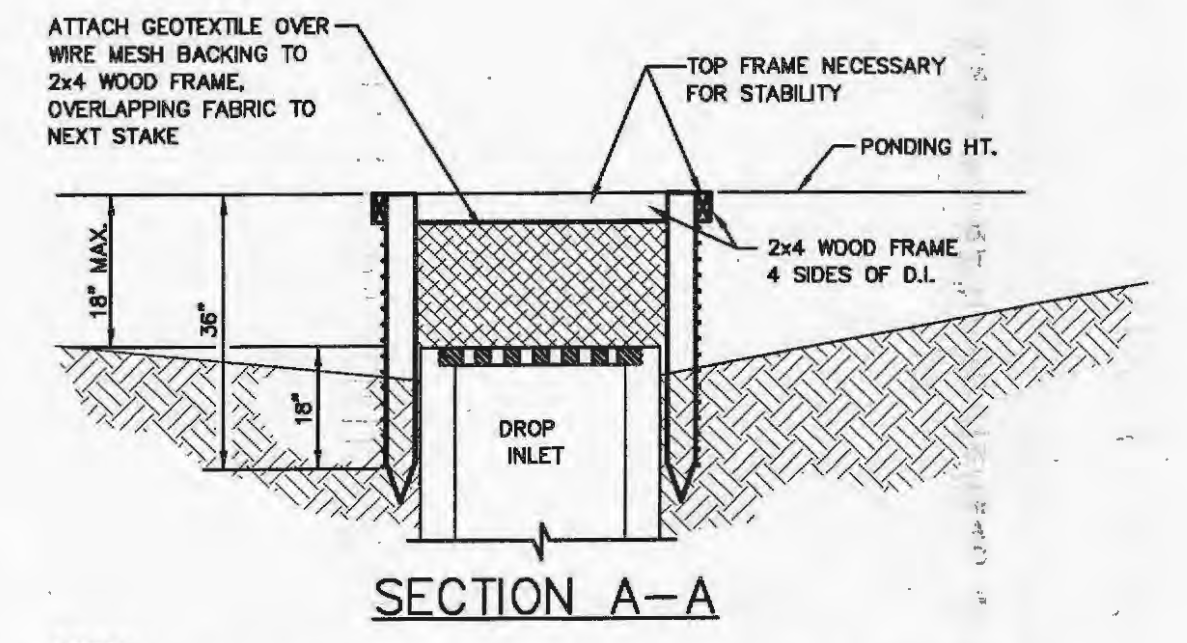 ATTACH GEOTEXTILE OVER
WIRE MESH BACKING TO
2x4 WOOD FRAME,
OVERLAPPING FABRIC TO
NEXT STAKE
TOP FRAME NECESSARY
FOR STABILITY
PONDING HT.
2x4 WOOD FRAME
4 SIDES OF D.I.
18" MAX.
36"
18"
DROP
INLET
SECTION A-A